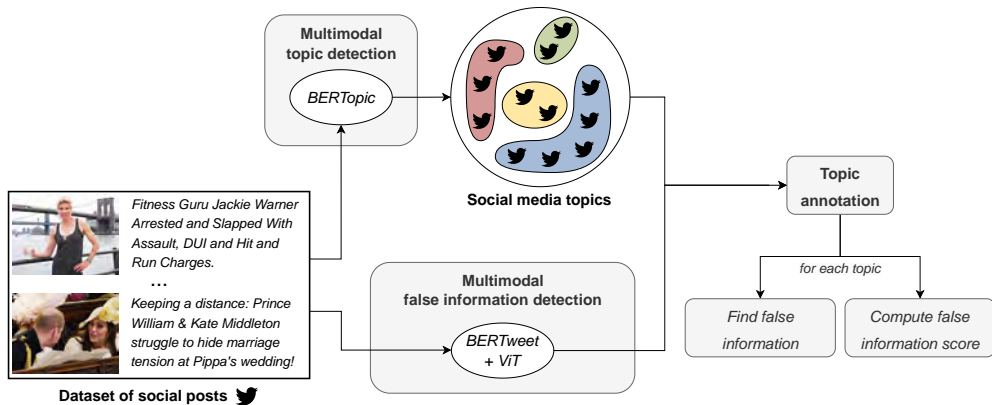 Multimodal
topic detection
BERTopic
Social media topics
Fitness Guru Jackie Warner
Arrested and Slapped With
Assault, DUI and Hit and
Run Charges.
...
Keeping a distance: Prince
William & Kate Middleton
struggle to hide marriage
tension at Pippa's wedding!
Dataset of social posts
Multimodal
false information detection
BERTweet
+ ViT
Topic
annotation
for each topic
Find false
information
Compute false
information score